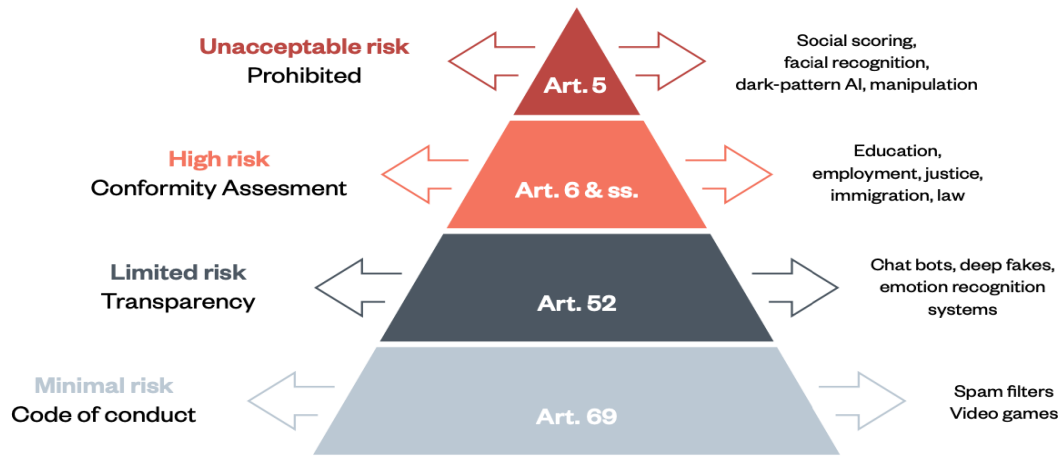 Unacceptable risk
Prohibited
Art. 5
Social scoring,
facial recognition,
dark-pattern AI, manipulation
High risk
Conformity Assesment
Art. 6 & ss.
Education,
employment, justice,
immigration, law
Limited risk
Transparency
Art. 52
Chat bots, deep fakes,
emotion recognition
systems
Minimal risk
Code of conduct
Art. 69
Spam filters
Video games